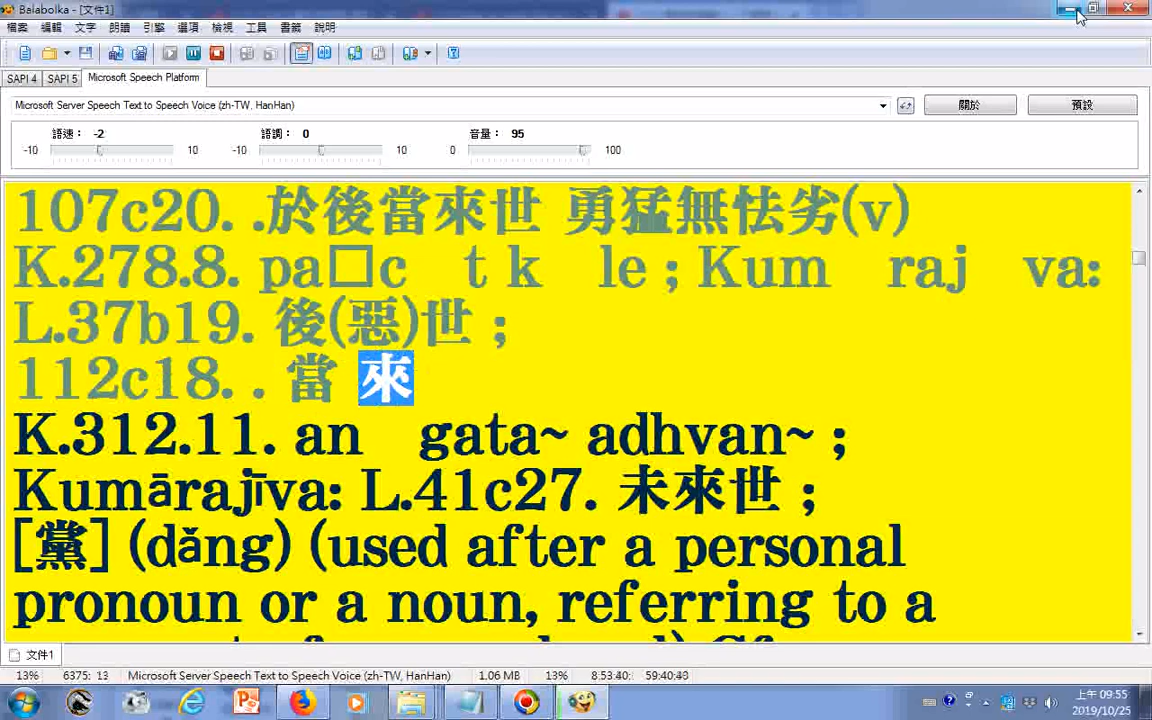 Balabolka - [文件1]
檔案 編輯 文字 朗讀 引擎 選項 檢視 工具 書籤 說明
SAPI 4 SAPI 5 Microsoft Speech Platform
Microsoft Server Speech Text to Speech Voice (zh-TW, HanHan) 關於 預設
語速： -2 語調： 0 音量： 95
-10 10 -10 10 0 100
107c20. .於後當來世 勇猛無怯劣(v)
K.278.8. pa□c t k le ; Kum raj va:
L.37b19. 後(惡)世 ;
112c18. . 當 來
K.312.11. an gata~ adhvan~ ;
Kumārajīva: L.41c27. 未來世 ;
[黨] (dǎng) (used after a personal
pronoun or a noun, referring to a
文件1
13% 6375: 13 Microsoft Server Speech Text to Speech Voice (zh-TW, HanHan) 1.06 MB 13% 8:53:40: 59:40:43
上午 09:55
2019/10/25